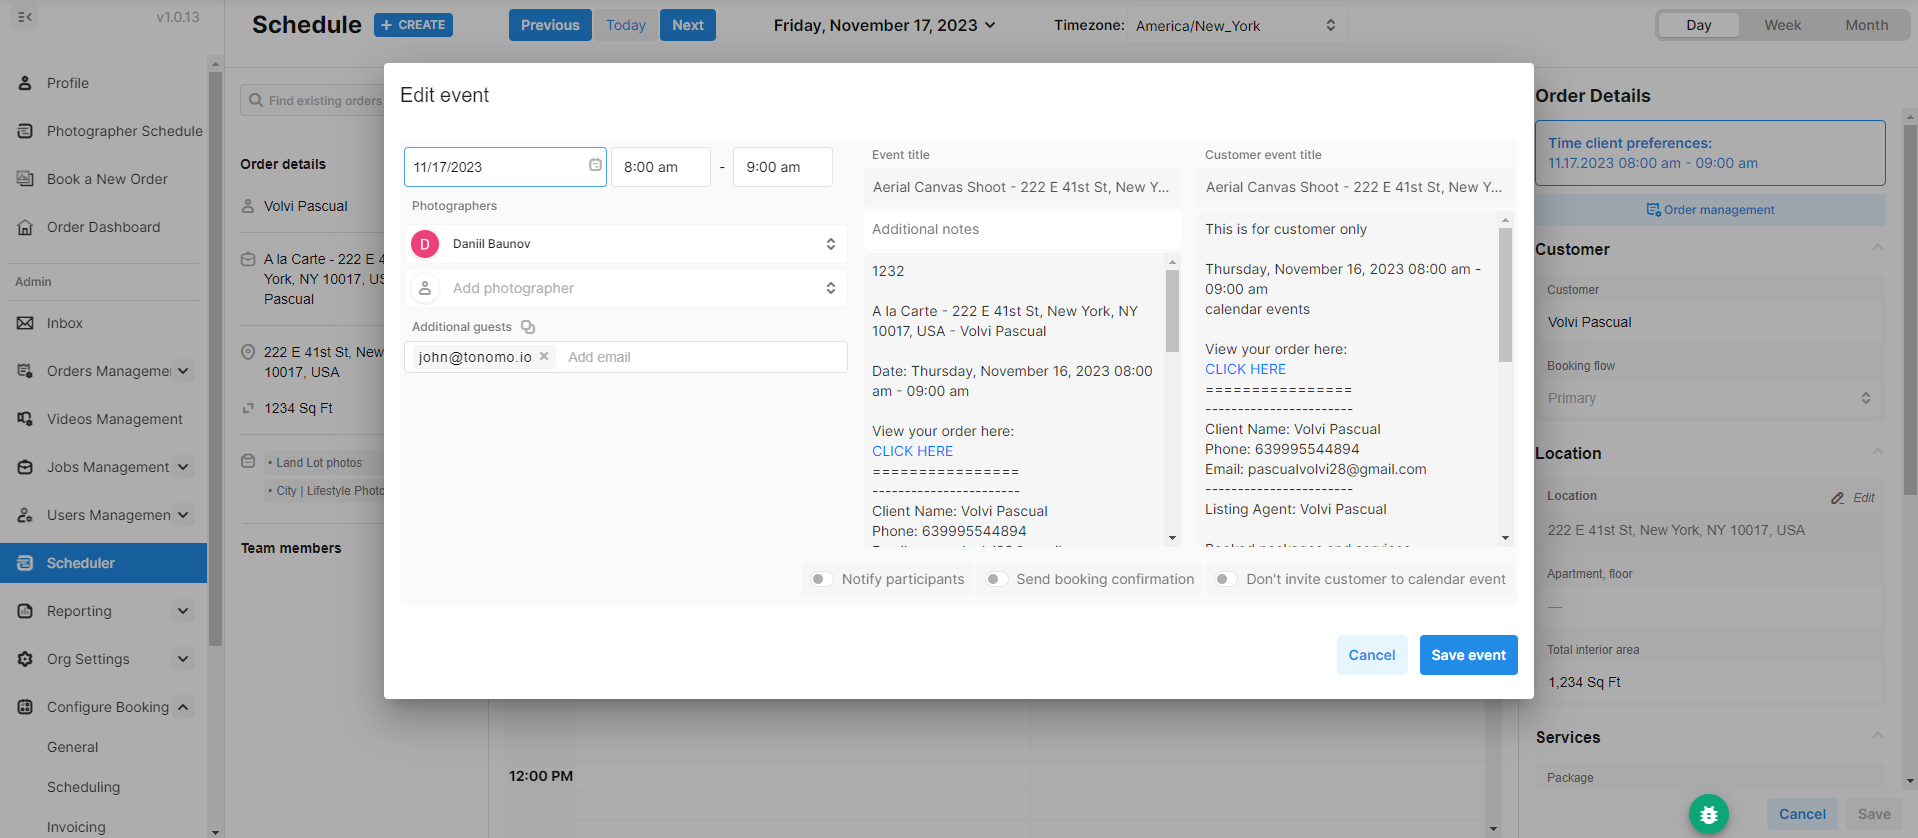 v1.0.13
Profile
Photographer Schedule
Book a New Order
Order Dashboard
Admin
Inbox
Orders Managemer
Videos Management
Jobs Management
Users Managemen
Scheduler
Reporting
Org Settings
Configure Booking
General
Scheduling
Invoicing
Schedule
+ CREATE
Previous
Today
Next
Friday, November 17, 2023
Timezone:
America/New_York
Day
Week
Month
Find existing orders
Order details
Volvi Pascual
A la Carte - 222 E 4
York, NY 10017, US
Pascual
222 E 41st St, New
10017, USA
1234 Sq Ft
• Land Lot photos
• City | Lifestyle Photo
Team members
12:00 PM
Edit event
11/17/2023
8:00 am
-
9:00 am
Photographers
D
Daniil Baunov
Add photographer
Additional guests
john@tonomo.io
Add email
Event title
Aerial Canvas Shoot - 222 E 41st St, New Y...
Additional notes
1232
A la Carte - 222 E 41st St, New York, NY
10017, USA - Volvi Pascual
Date: Thursday, November 16, 2023 08:00
am - 09:00 am
View your order here:
CLICK HERE
================
-----------------------
Client Name: Volvi Pascual
Phone: 639995544894
Customer event title
Aerial Canvas Shoot - 222 E 41st St, New Y...
This is for customer only
Thursday, November 16, 2023 08:00 am -
09:00 am
calendar events
View your order here:
CLICK HERE
================
-----------------------
Client Name: Volvi Pascual
Phone: 639995544894
Email: pascualvolvi28@gmail.com
-----------------------
Listing Agent: Volvi Pascual
Booked packages and services
Notify participants
Send booking confirmation
Don't invite customer to calendar event
Cancel
Save event
Order Details
Time client preferences:
11.17.2023 08:00 am - 09:00 am
Order management
Customer
Customer
Volvi Pascual
Booking flow
Primary
Location
Location
Edit
222 E 41st St, New York, NY 10017, USA
Apartment, floor
—
Total interior area
1,234 Sq Ft
Services
Package
Cancel
Save